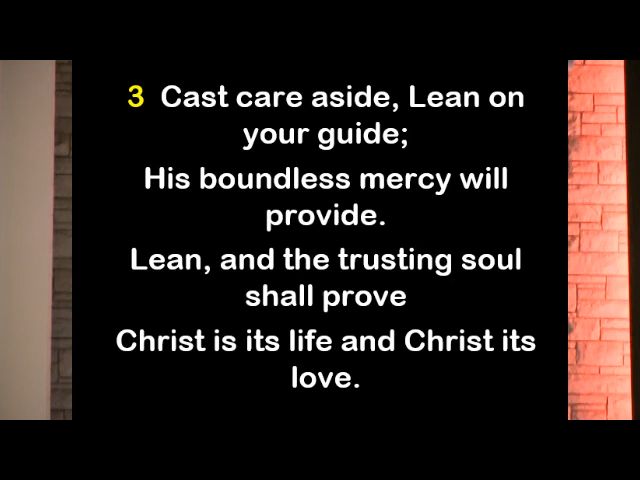 3 Cast care aside, Lean on
your guide;
His boundless mercy will
provide.
Lean, and the trusting soul
shall prove
Christ is its life and Christ its
love.